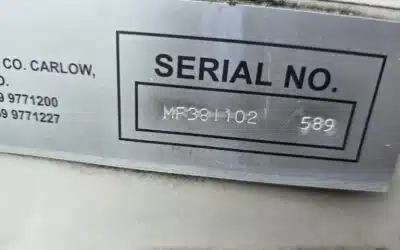 CO. CARLOW,
SERIAL NO.
9 9771200
9 9771227
MF381102 589